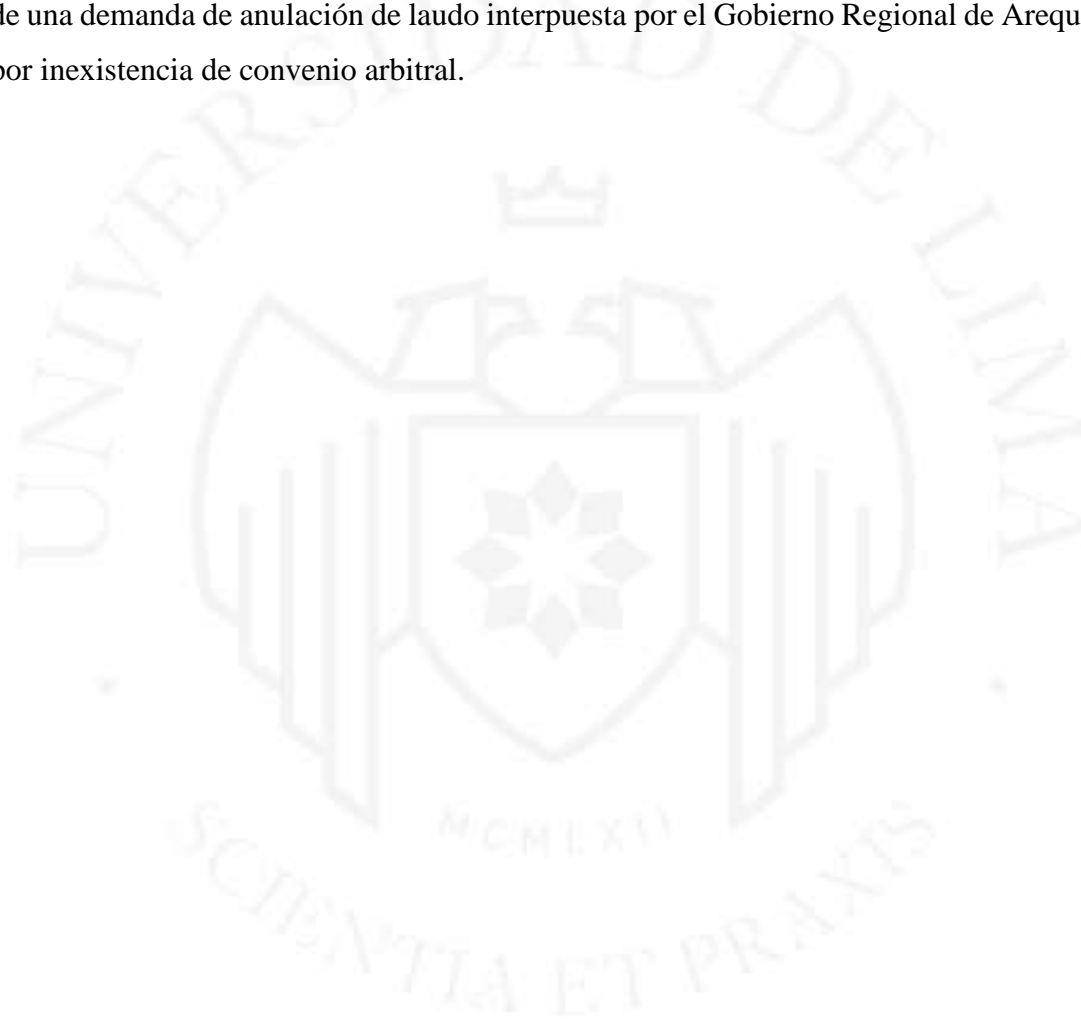 de una demanda de anulación de laudo interpuesta por el Gobierno Regional de Arequ
por inexistencia de convenio arbitral.
UNIVERSIDAD DE LIMA
MCMLXII
SCIENTIA ET PRAXIS